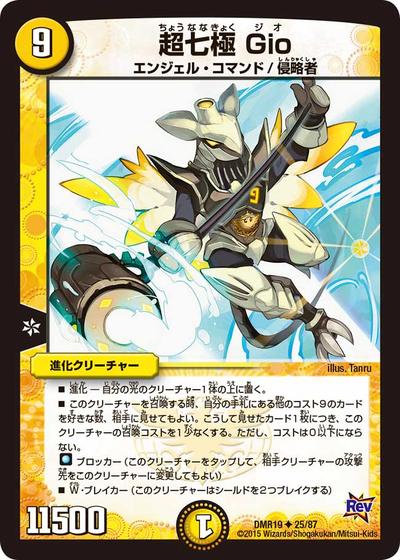 9
ちょうななきょく ジオ
超七極 Gio
エンジェル・コマンド/侵略者
しんりゃくしゃ
9
illus. Tanru
進化クリーチャー
■ 進化－自分の光のクリーチャー1体の上に置く。
■ このクリーチャーを召喚する時、自分の手札にある他のコスト9のカード
を好きな数、相手に見せてもよい。こうして見せたカード1枚につき、この
クリーチャーの召喚コストを1少なくする。ただし、コストは0以下になら
ない。
ブロッカー (このクリーチャーをタップして、相手クリーチャーの攻撃
先をこのクリーチャーに変更してもよい)
■ W・ブレイカー (このクリーチャーはシールドを2つブレイクする)
11500
1
Rev
DMR19 ◆ 25/87
©2015 Wizards/Shogakukan/Mitsui-Kids